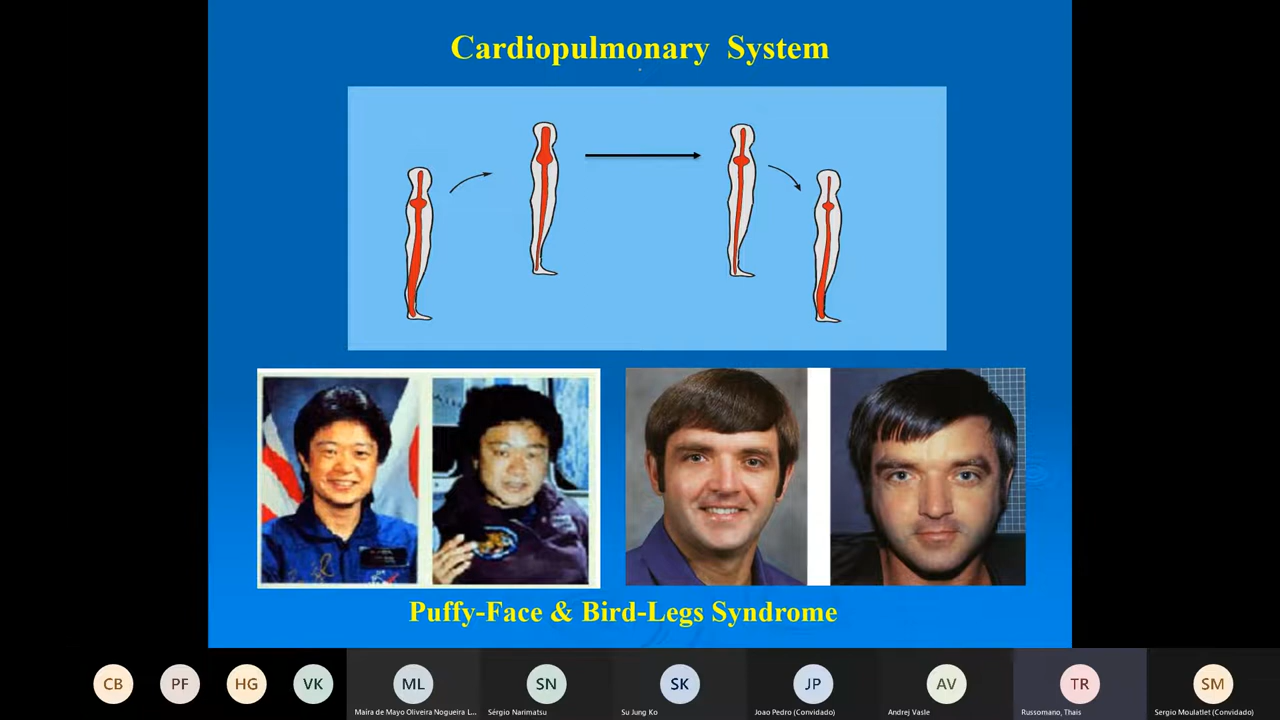 Cardiopulmonary System
Puffy-Face & Bird-Legs Syndrome
CB
PF
HG
VK
ML
SN
SK
JP
AV
TR
SM
Maira de Mayo Oliveira Nogueira L...
Sérgio Narimatsu
Su Jung Ko
Joao Pedro (Convidado)
Andrej Vasle
Russomano, Thais
Sergio Moulatlet (Convidado)